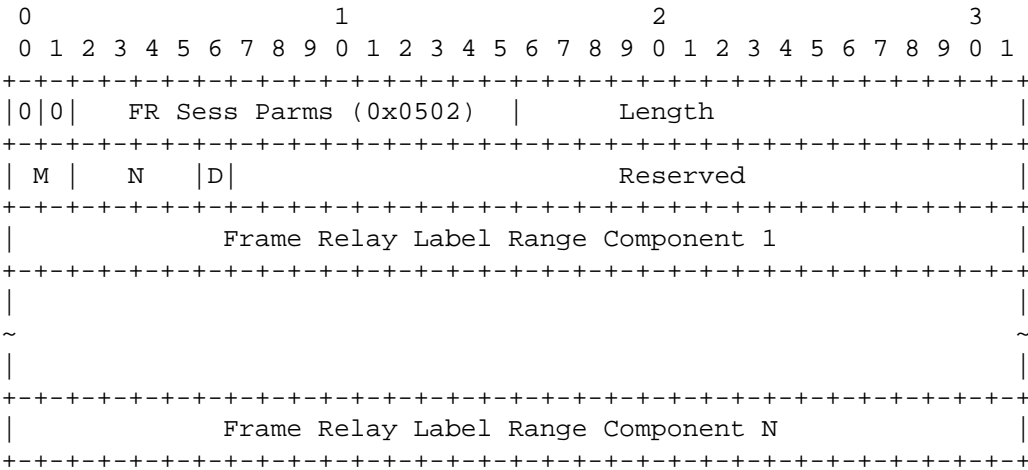 0                   1                   2                   3
 0 1 2 3 4 5 6 7 8 9 0 1 2 3 4 5 6 7 8 9 0 1 2 3 4 5 6 7 8 9 0 1
+-+-+-+-+-+-+-+-+-+-+-+-+-+-+-+-+-+-+-+-+-+-+-+-+-+-+-+-+-+-+-+-+
|0|0|   FR Sess Parms (0x0502)  |      Length                   |
+-+-+-+-+-+-+-+-+-+-+-+-+-+-+-+-+-+-+-+-+-+-+-+-+-+-+-+-+-+-+-+-+
| M |   N   |D|                        Reserved                 |
+-+-+-+-+-+-+-+-+-+-+-+-+-+-+-+-+-+-+-+-+-+-+-+-+-+-+-+-+-+-+-+-+
|             Frame Relay Label Range Component 1               |
+-+-+-+-+-+-+-+-+-+-+-+-+-+-+-+-+-+-+-+-+-+-+-+-+-+-+-+-+-+-+-+-+
|                                                               |
~                                                               ~
|                                                               |
+-+-+-+-+-+-+-+-+-+-+-+-+-+-+-+-+-+-+-+-+-+-+-+-+-+-+-+-+-+-+-+-+
|             Frame Relay Label Range Component N               |
+-+-+-+-+-+-+-+-+-+-+-+-+-+-+-+-+-+-+-+-+-+-+-+-+-+-+-+-+-+-+-+-+